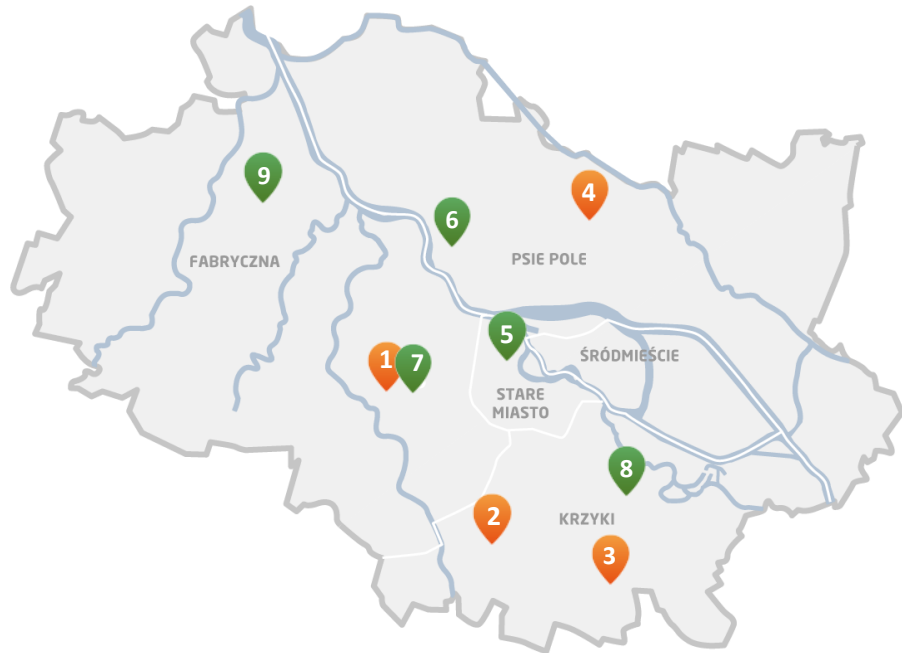 9
4
6
PSIE POLE
FABRYCZNA
5
ŚRÓDMIEŚCIE
1
7
STARE
MIASTO
8
2
KRZYKI
3